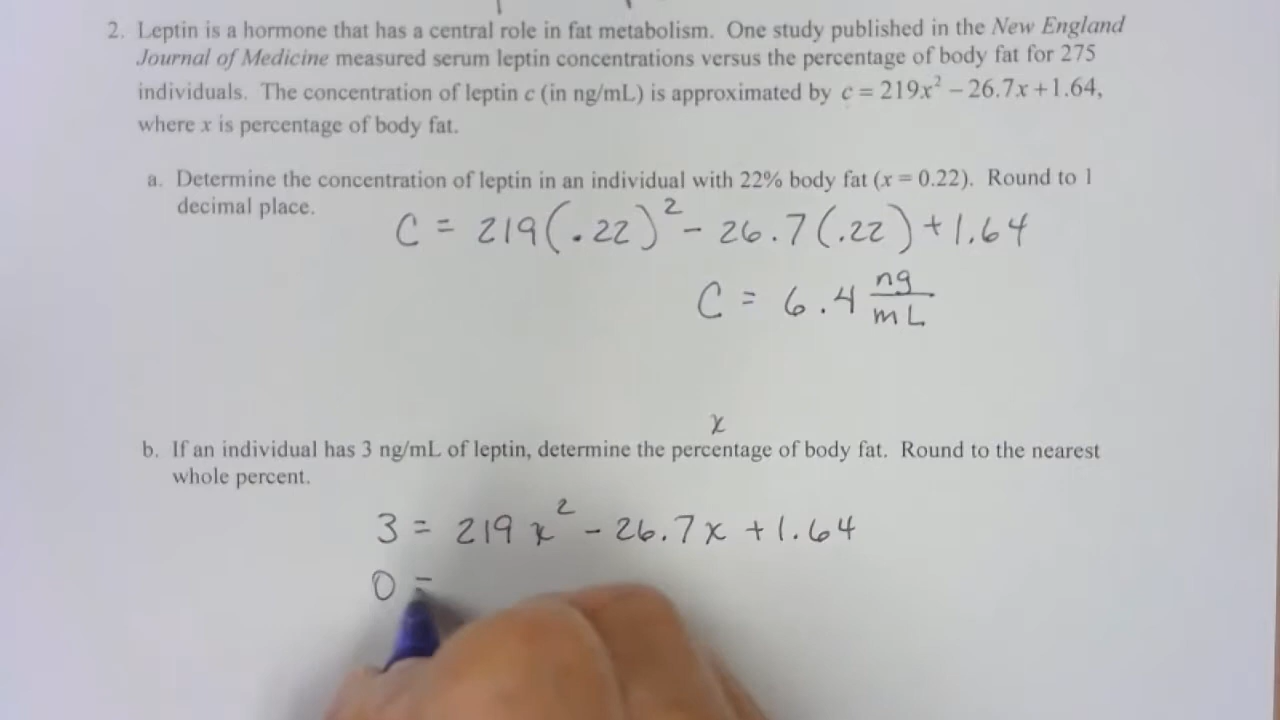 2. Leptin is a hormone that has a central role in fat metabolism. One study published in the New England
Journal of Medicine measured serum leptin concentrations versus the percentage of body fat for 275
individuals. The concentration of leptin c (in ng/mL) is approximated by c = 219x² − 26.7x + 1.64,
where x is percentage of body fat.
a. Determine the concentration of leptin in an individual with 22% body fat (x = 0.22). Round to 1
decimal place.
C = 219(.22)² − 26.7(.22) + 1.64
C = 6.4 ng/mL
x
b. If an individual has 3 ng/mL of leptin, determine the percentage of body fat. Round to the nearest
whole percent.
3 = 219x² − 26.7x + 1.64
0 =